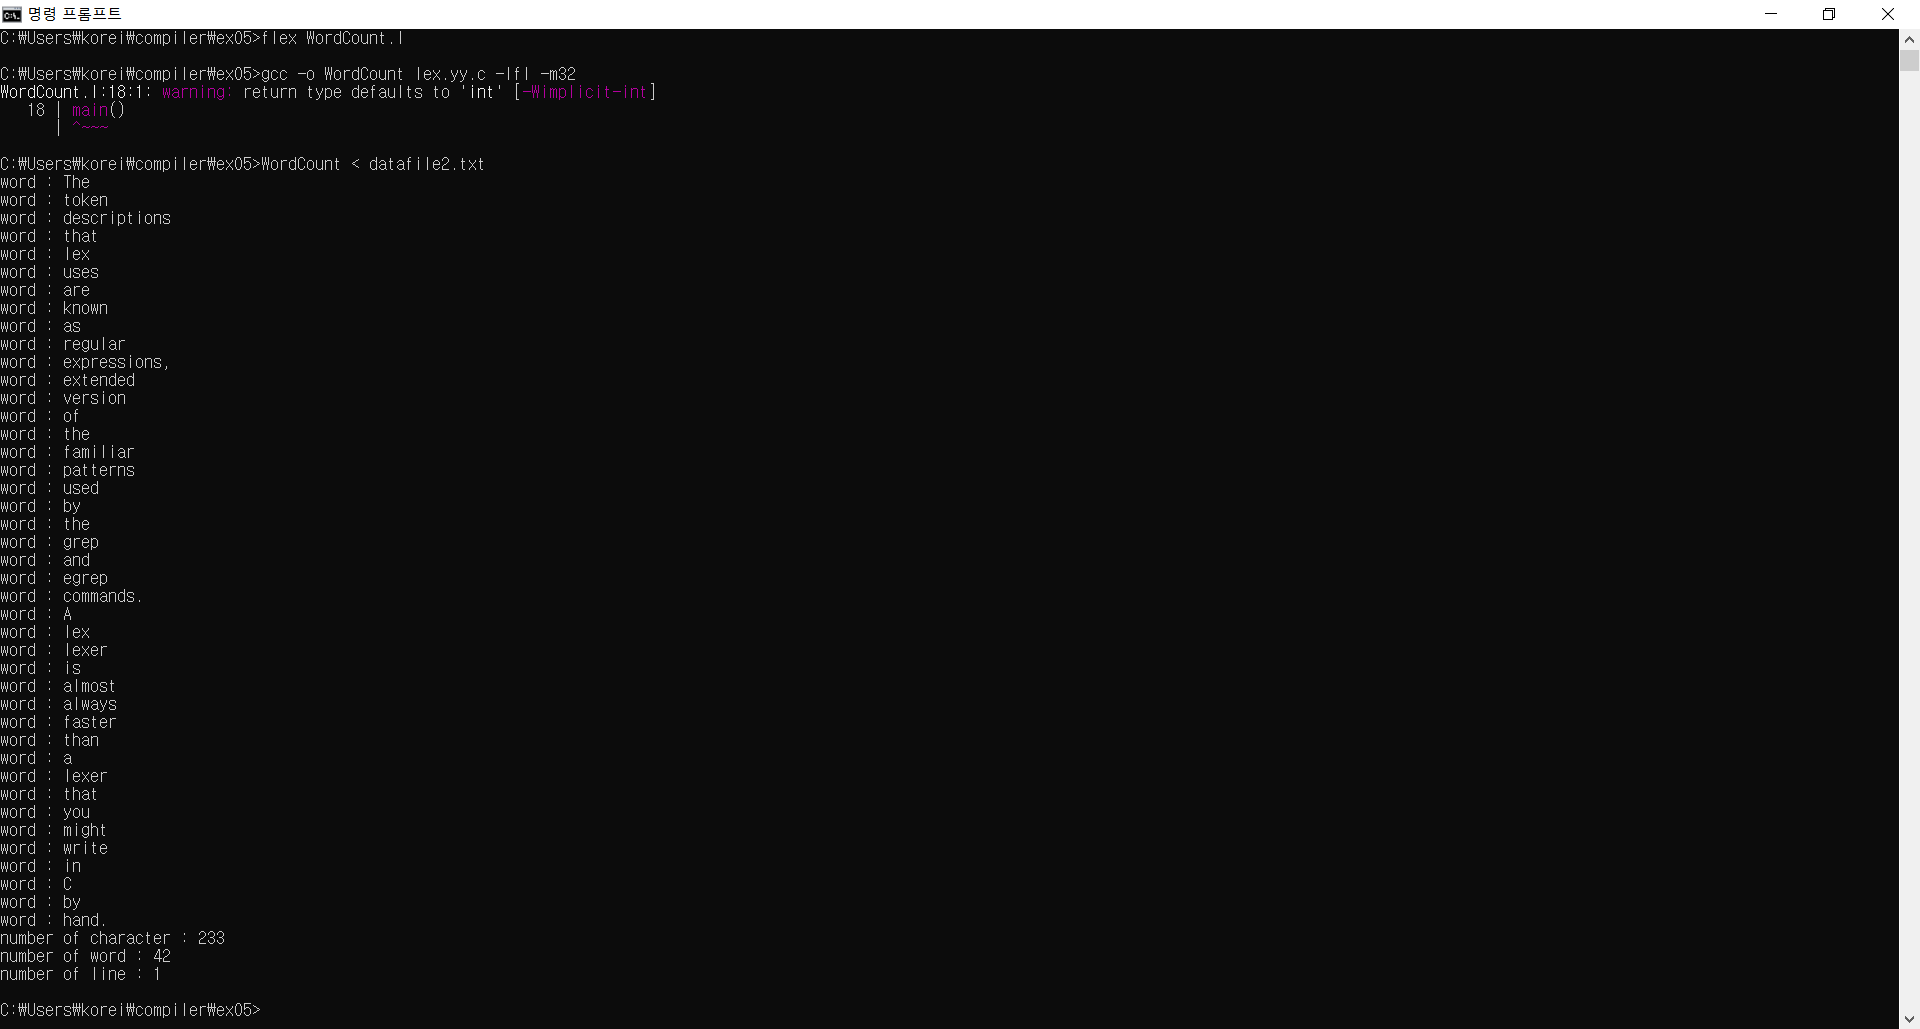 명령 프롬프트
C:₩Users₩korei₩compiler₩ex05>flex WordCount.l
C:₩Users₩korei₩compiler₩ex05>gcc -o WordCount lex.yy.c -lfl -m32
WordCount.l:18:1: warning: return type defaults to 'int' [-Wimplicit-int]
18 | main()
| ^~~~
C:₩Users₩korei₩compiler₩ex05>WordCount < datafile2.txt
word : The
word : token
word : descriptions
word : that
word : lex
word : uses
word : are
word : known
word : as
word : regular
word : expressions,
word : extended
word : version
word : of
word : the
word : familiar
word : patterns
word : used
word : by
word : the
word : grep
word : and
word : egrep
word : commands.
word : A
word : lex
word : lexer
word : is
word : almost
word : always
word : faster
word : than
word : a
word : lexer
word : that
word : you
word : might
word : write
word : in
word : C
word : by
word : hand.
number of character : 233
number of word : 42
number of line : 1
C:₩Users₩korei₩compiler₩ex05>